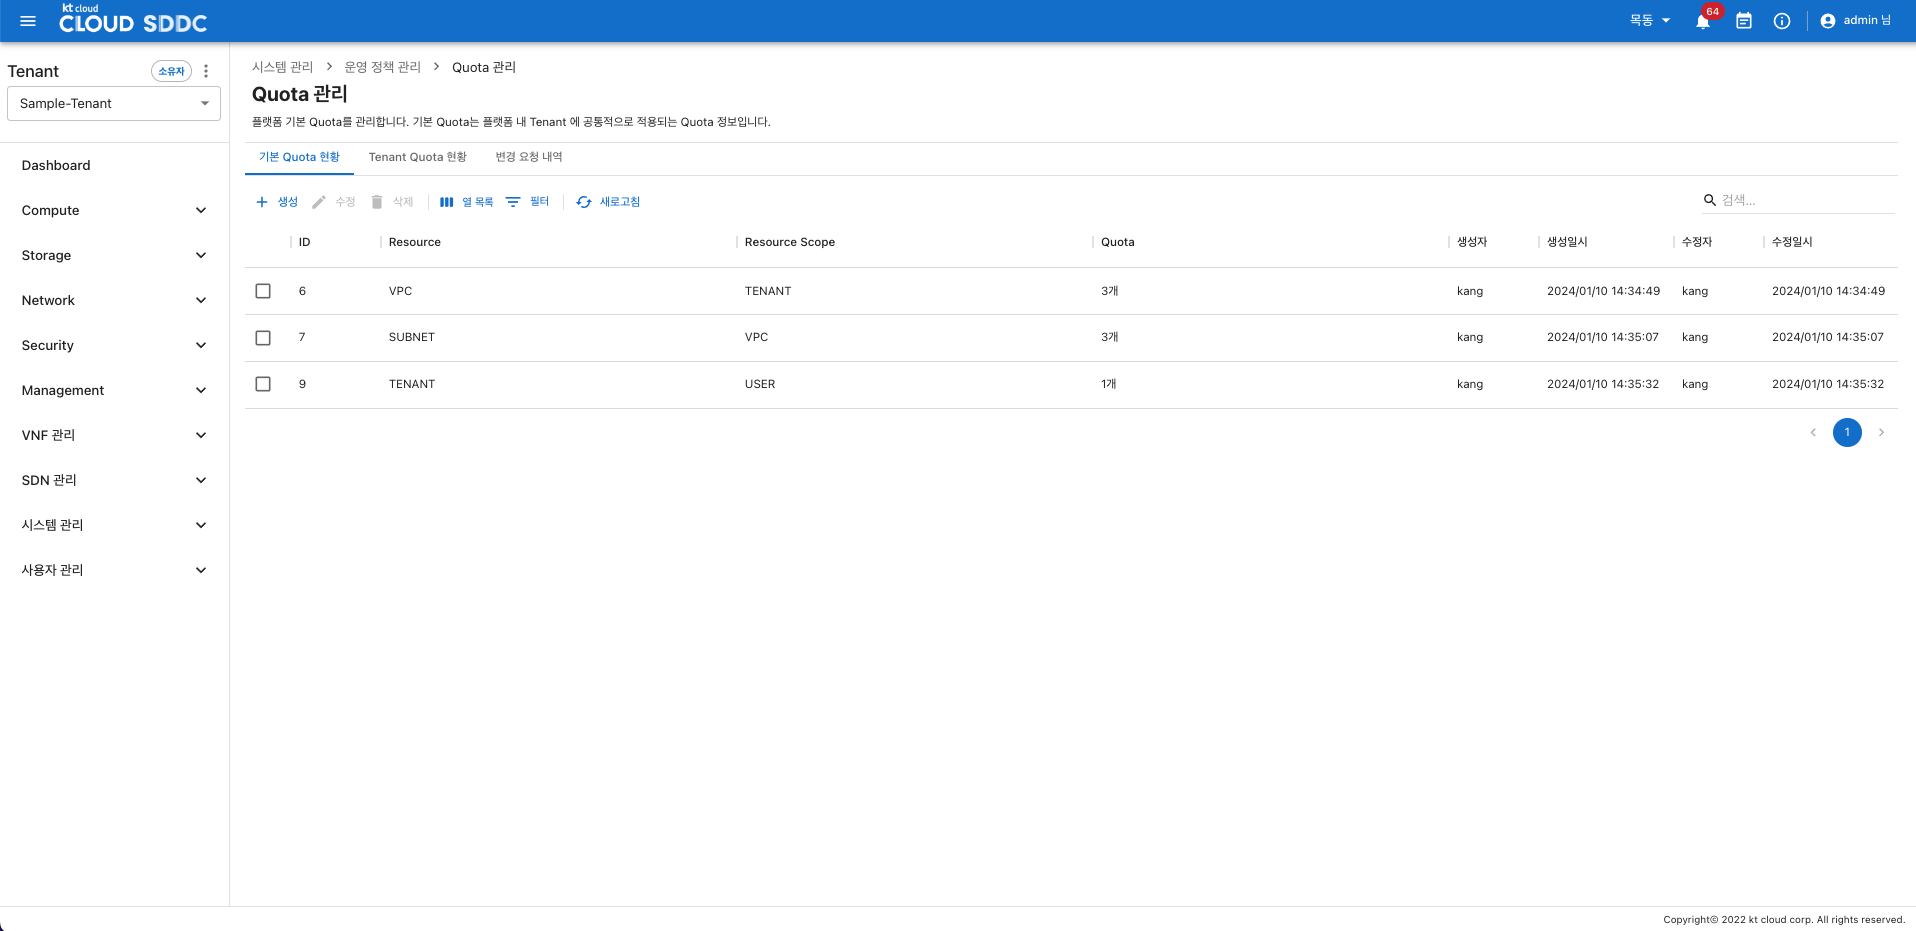 kt cloud
CLOUD SDDC
목동
64
admin 님
Tenant
소유자
Sample-Tenant
Dashboard
Compute
Storage
Network
Security
Management
VNF 관리
SDN 관리
시스템 관리
사용자 관리
시스템 관리 > 운영 정책 관리 > Quota 관리
Quota 관리
플랫폼 기본 Quota를 관리합니다. 기본 Quota는 플랫폼 내 Tenant 에 공통적으로 적용되는 Quota 정보입니다.
기본 Quota 현황 Tenant Quota 현황 변경 요청 내역
생성 수정 삭제 열 목록 필터 새로고침 검색...
ID Resource Resource Scope Quota 생성자 생성일시 수정자 수정일시
6 VPC TENANT 3개 kang 2024/01/10 14:34:49 kang 2024/01/10 14:34:49
7 SUBNET VPC 3개 kang 2024/01/10 14:35:07 kang 2024/01/10 14:35:07
9 TENANT USER 1개 kang 2024/01/10 14:35:32 kang 2024/01/10 14:35:32
1
Copyright© 2022 kt cloud corp. All rights reserved.